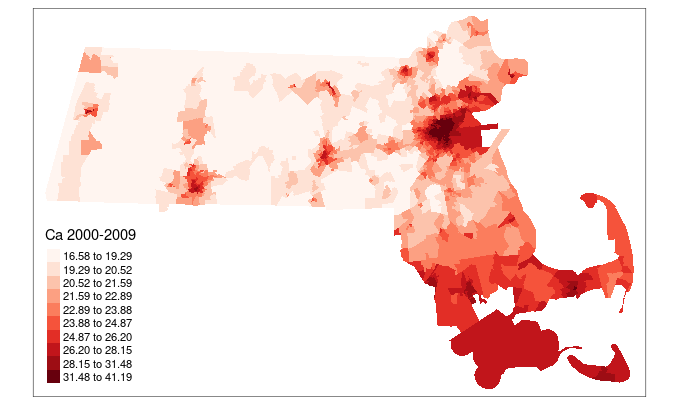 Ca 2000-2009
16.58 to 19.29
19.29 to 20.52
20.52 to 21.59
21.59 to 22.89
22.89 to 23.88
23.88 to 24.87
24.87 to 26.20
26.20 to 28.15
28.15 to 31.48
31.48 to 41.19